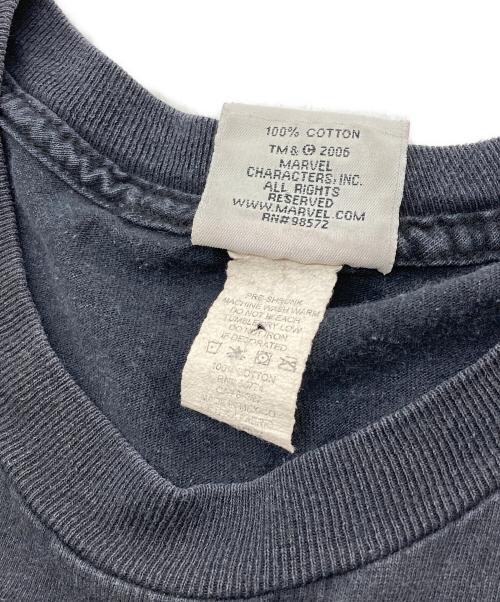 100% COTTON
TM & © 2006
MARVEL
CHARACTERS, INC.
ALL RIGHTS
RESERVED
WWW.MARVEL.COM
RN#98572
PRE-SHRUNK
MACHINE WASH WARM
DO NOT BLEACH
TUMBLE DRY LOW
DO NOT IRON
IF DECORATED
100% COTTON